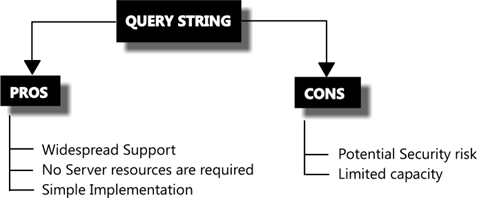 QUERY STRING
PROS
Widespread Support
No Server resources are required
Simple Implementation
CONS
Potential Security risk
Limited capacity